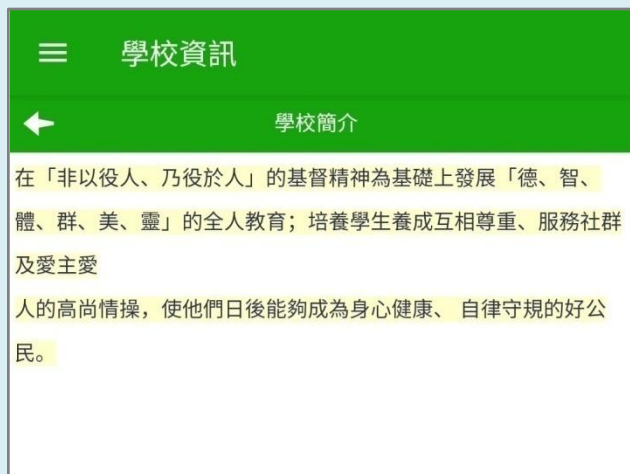 學校資訊
學校簡介
在「非以役人、乃役於人」的基督精神為基礎上發展「德、智、
體、群、美、靈」的全人教育；培養學生養成互相尊重、服務社群
及愛主愛
人的高尚情操，使他們日後能夠成為身心健康、 自律守規的好公
民。